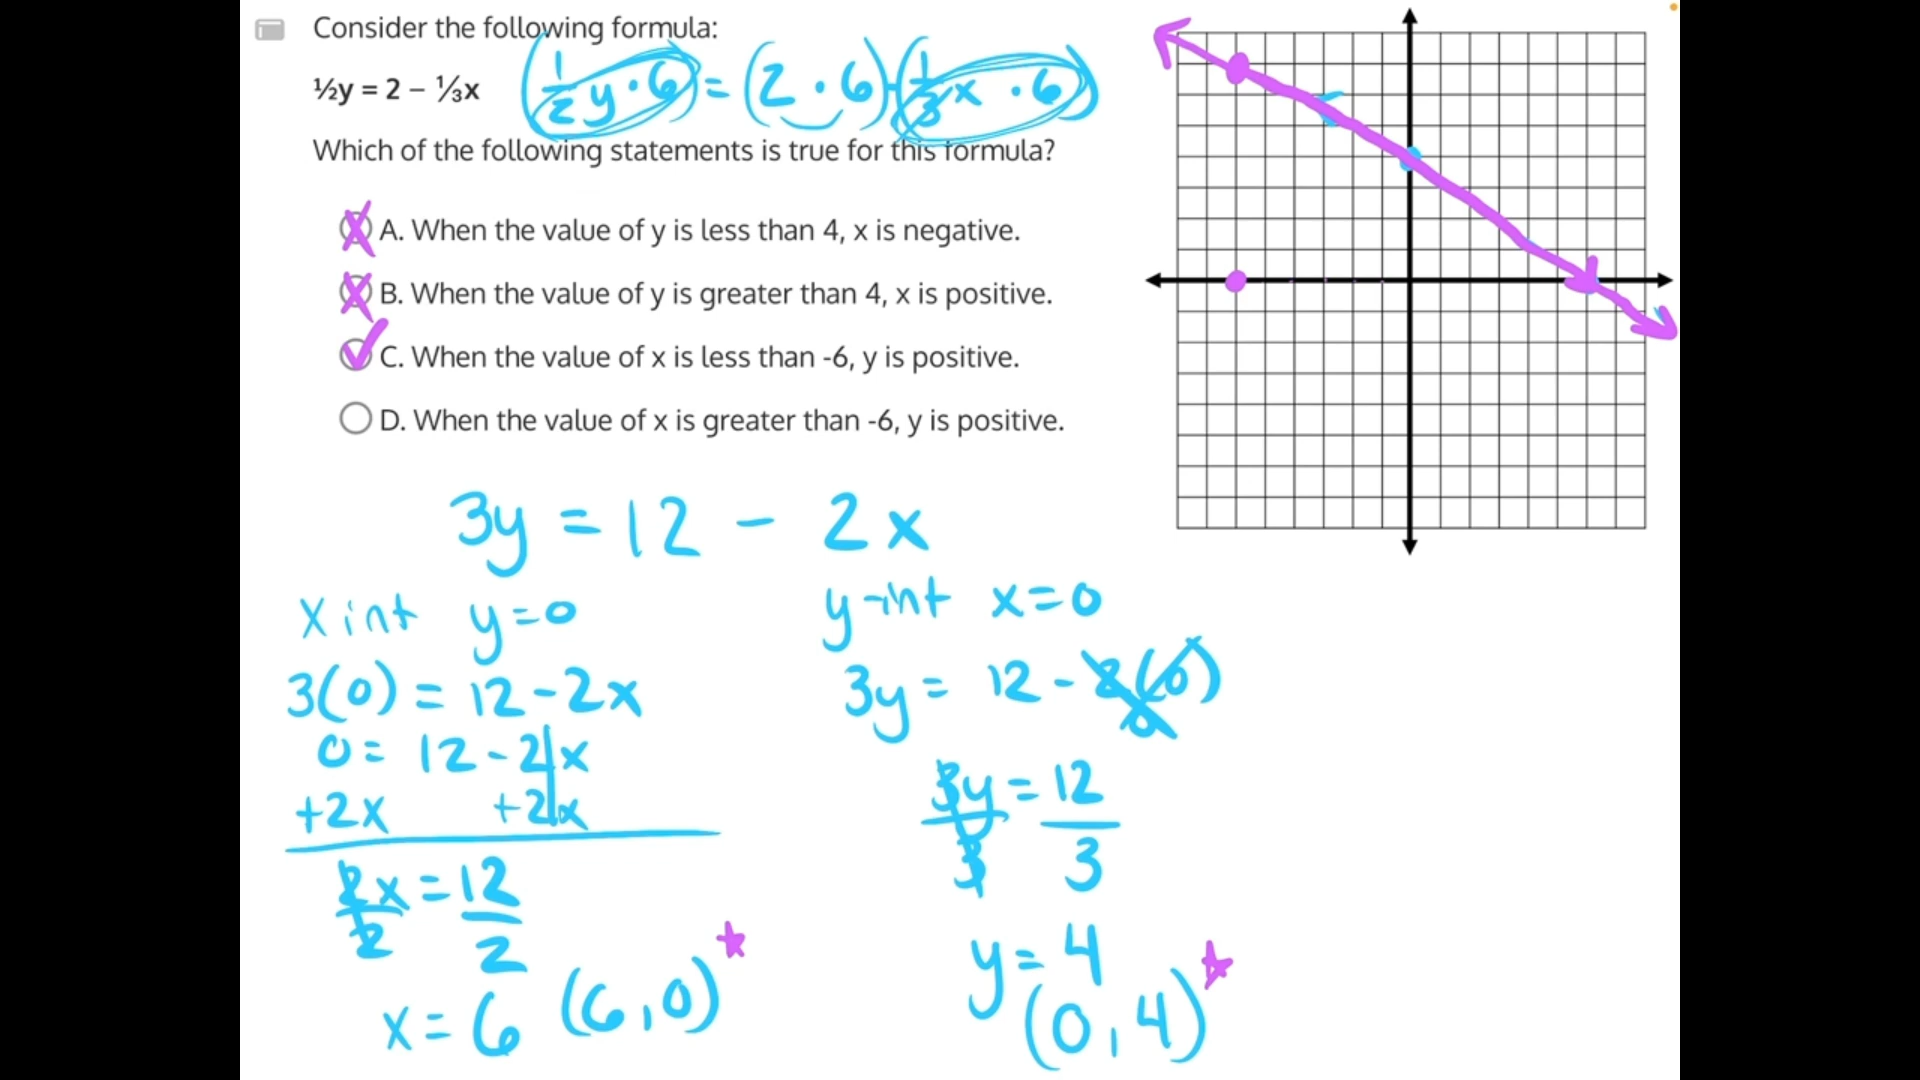 Consider the following formula:
½y = 2 – ⅓x
(1/2 y · 6) = (2 · 6) - (1/3 x · 6)
Which of the following statements is true for this formula?
A. When the value of y is less than 4, x is negative.
B. When the value of y is greater than 4, x is positive.
C. When the value of x is less than -6, y is positive.
D. When the value of x is greater than -6, y is positive.
3y = 12 - 2x
x int y=0
3(0) = 12-2x
0= 12-2x
+2x +2x
2x = 12
2 2
x = 6 (6,0)
y-int x=0
3y = 12 - 2(0)
0
3y = 12
3 3
y = 4
(0,4)